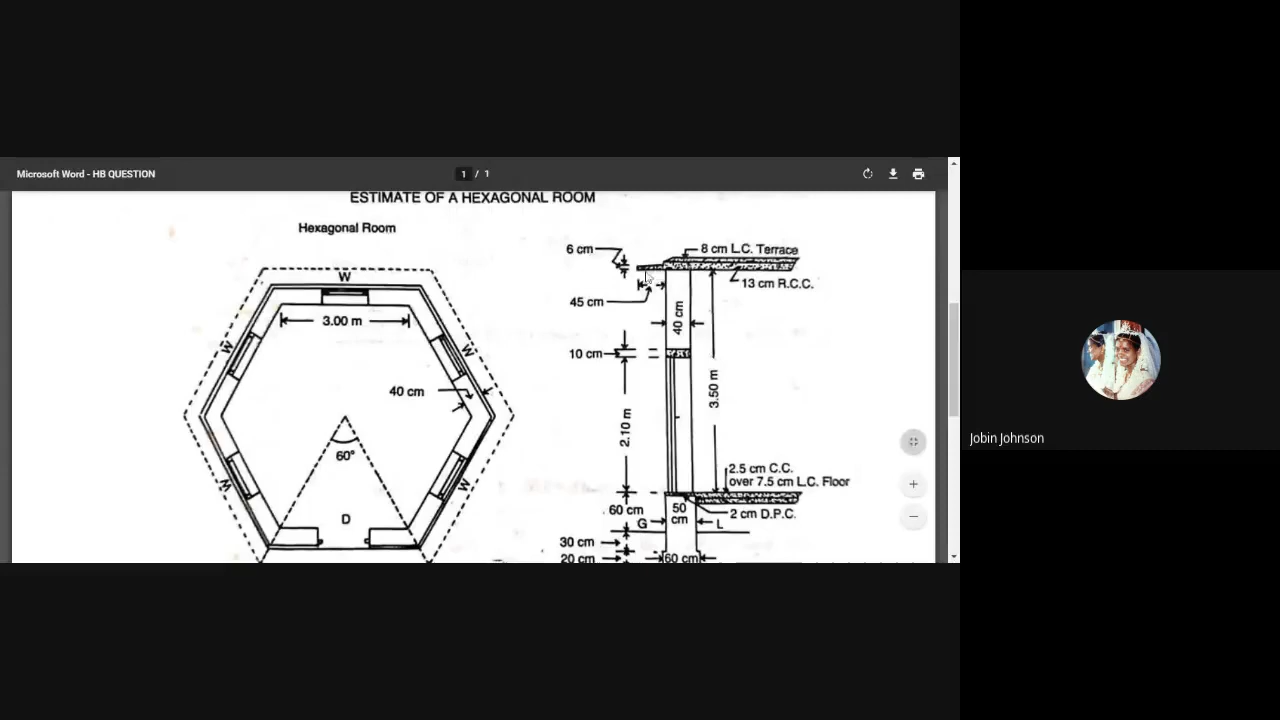 Microsoft Word - HB QUESTION
1 / 1
ESTIMATE OF A HEXAGONAL ROOM
Hexagonal Room
W
3.00 m
W
W
40 cm
60°
W
W
D
6 cm
8 cm L.C. Terrace
13 cm R.C.C.
45 cm
40 cm
10 cm
3.50 m
2.10 m
2.5 cm C.C.
over 7.5 cm L.C. Floor
60 cm
50
cm
2 cm D.P.C.
G
L
30 cm
20 cm
60 cm
Jobin Johnson